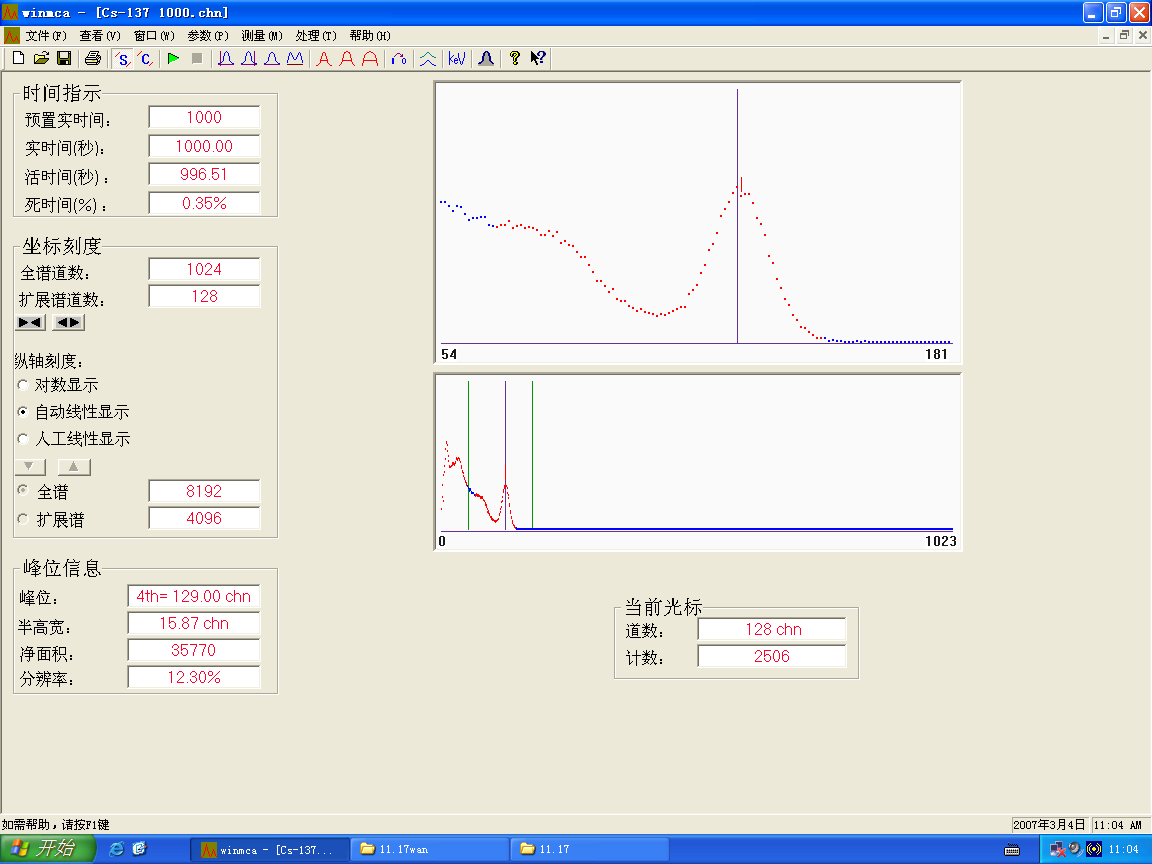 winmca - [Cs-137 1000.chn]
文件(F) 查看(V) 窗口(W) 参数(P) 测量(M) 处理(T) 帮助(H)
S C keV ? ?
时间指示
预置实时间： 1000
实时间(秒)： 1000.00
活时间(秒)： 996.51
死时间(%)： 0.35%
坐标刻度
全谱道数： 1024
扩展谱道数： 128
纵轴刻度：
对数显示
自动线性显示
人工线性显示
全谱 8192
扩展谱 4096
峰位信息
峰位： 4th= 129.00 chn
半高宽： 15.87 chn
净面积： 35770
分辨率： 12.30%
54 181
0 1023
当前光标
道数： 128 chn
计数： 2506
如需帮助，请按F1键
2007年3月4日 11:04 AM
开始 winmca - [Cs-137... 11.17wan 11.17 11:04